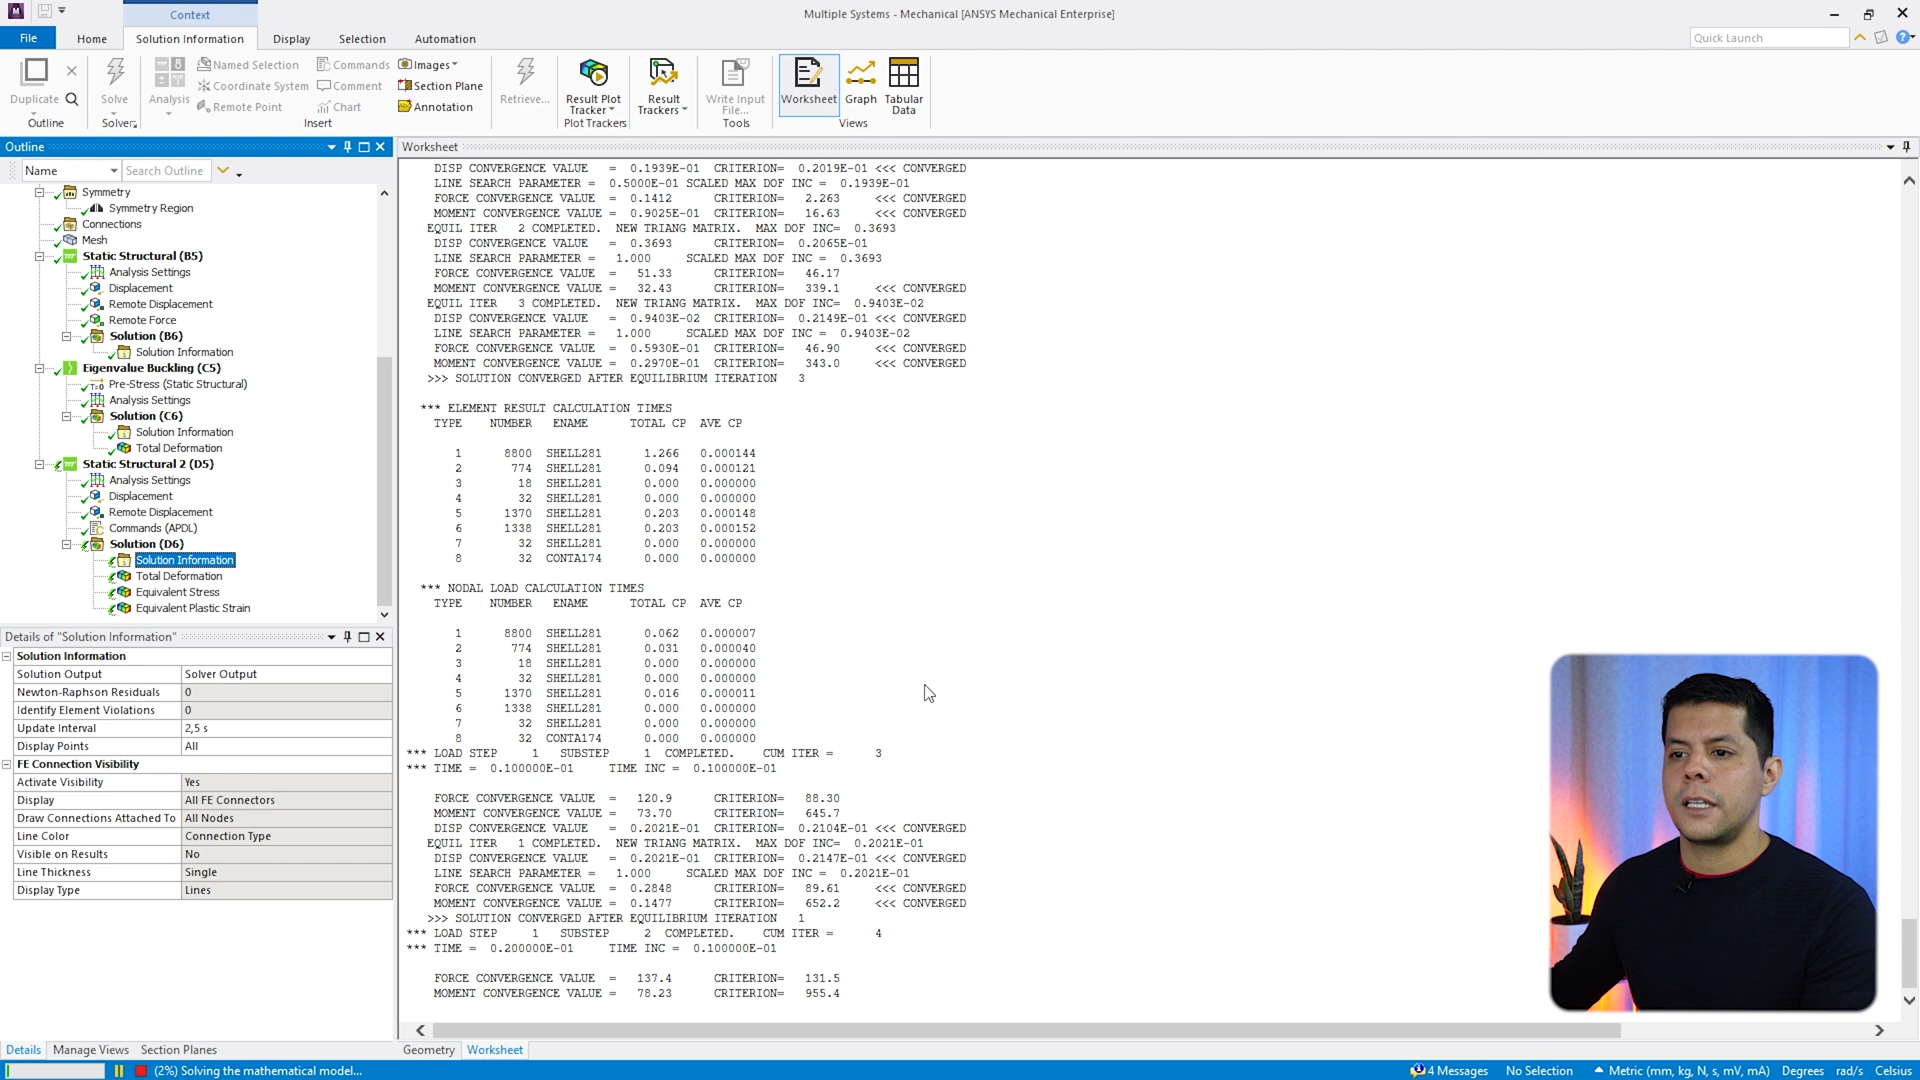 Context
Multiple Systems - Mechanical [ANSYS Mechanical Enterprise]
File
Home
Solution Information
Display
Selection
Automation
Quick Launch
Duplicate
Outline
Solve
Solver
Analysis
Named Selection
Coordinate System
Remote Point
Commands
Comment
Chart
Insert
Images
Section Plane
Annotation
Retrieve...
Result Plot
Tracker
Plot Trackers
Result
Trackers
Write Input
File...
Tools
Worksheet
Graph
Tabular
Data
Views
Outline
Name
Search Outline
Symmetry
Symmetry Region
Connections
Mesh
Static Structural (B5)
Analysis Settings
Displacement
Remote Displacement
Remote Force
Solution (B6)
Solution Information
Eigenvalue Buckling (C5)
Pre-Stress (Static Structural)
Analysis Settings
Solution (C6)
Solution Information
Total Deformation
Static Structural 2 (D5)
Analysis Settings
Displacement
Remote Displacement
Commands (APDL)
Solution (D6)
Solution Information
Total Deformation
Equivalent Stress
Equivalent Plastic Strain
Details of "Solution Information"
Solution Information
Solution Output Solver Output
Newton-Raphson Residuals 0
Identify Element Violations 0
Update Interval 2,5 s
Display Points All
FE Connection Visibility
Activate Visibility Yes
Display All FE Connectors
Draw Connections Attached To All Nodes
Line Color Connection Type
Visible on Results No
Line Thickness Single
Display Type Lines
Details
Manage Views
Section Planes
Worksheet
DISP CONVERGENCE VALUE = 0.1939E-01 CRITERION= 0.2019E-01 <<< CONVERGED
LINE SEARCH PARAMETER = 0.5000E-01 SCALED MAX DOF INC = 0.1939E-01
FORCE CONVERGENCE VALUE = 0.1412 CRITERION= 2.263 <<< CONVERGED
MOMENT CONVERGENCE VALUE = 0.9025E-01 CRITERION= 16.63 <<< CONVERGED
EQUIL ITER 2 COMPLETED. NEW TRIANG MATRIX. MAX DOF INC= 0.3693
DISP CONVERGENCE VALUE = 0.3693 CRITERION= 0.2065E-01
LINE SEARCH PARAMETER = 1.000 SCALED MAX DOF INC = 0.3693
FORCE CONVERGENCE VALUE = 51.33 CRITERION= 46.17
MOMENT CONVERGENCE VALUE = 32.43 CRITERION= 339.1 <<< CONVERGED
EQUIL ITER 3 COMPLETED. NEW TRIANG MATRIX. MAX DOF INC= 0.9403E-02
DISP CONVERGENCE VALUE = 0.9403E-02 CRITERION= 0.2149E-01 <<< CONVERGED
LINE SEARCH PARAMETER = 1.000 SCALED MAX DOF INC = 0.9403E-02
FORCE CONVERGENCE VALUE = 0.5930E-01 CRITERION= 46.90 <<< CONVERGED
MOMENT CONVERGENCE VALUE = 0.2970E-01 CRITERION= 343.0 <<< CONVERGED
>>> SOLUTION CONVERGED AFTER EQUILIBRIUM ITERATION 3
*** ELEMENT RESULT CALCULATION TIMES
TYPE NUMBER ENAME TOTAL CP AVE CP
1 8800 SHELL281 1.266 0.000144
2 774 SHELL281 0.094 0.000121
3 18 SHELL281 0.000 0.000000
4 32 SHELL281 0.000 0.000000
5 1370 SHELL281 0.203 0.000148
6 1338 SHELL281 0.203 0.000152
7 32 SHELL281 0.000 0.000000
8 32 CONTA174 0.000 0.000000
*** NODAL LOAD CALCULATION TIMES
TYPE NUMBER ENAME TOTAL CP AVE CP
1 8800 SHELL281 0.062 0.000007
2 774 SHELL281 0.031 0.000040
3 18 SHELL281 0.000 0.000000
4 32 SHELL281 0.000 0.000000
5 1370 SHELL281 0.016 0.000011
6 1338 SHELL281 0.000 0.000000
7 32 SHELL281 0.000 0.000000
8 32 CONTA174 0.000 0.000000
*** LOAD STEP 1 SUBSTEP 1 COMPLETED. CUM ITER = 3
*** TIME = 0.100000E-01 TIME INC = 0.100000E-01
FORCE CONVERGENCE VALUE = 120.9 CRITERION= 88.30
MOMENT CONVERGENCE VALUE = 73.70 CRITERION= 645.7
DISP CONVERGENCE VALUE = 0.2021E-01 CRITERION= 0.2104E-01 <<< CONVERGED
EQUIL ITER 1 COMPLETED. NEW TRIANG MATRIX. MAX DOF INC= 0.2021E-01
DISP CONVERGENCE VALUE = 0.2021E-01 CRITERION= 0.2147E-01 <<< CONVERGED
LINE SEARCH PARAMETER = 1.000 SCALED MAX DOF INC = 0.2021E-01
FORCE CONVERGENCE VALUE = 0.2848 CRITERION= 89.61 <<< CONVERGED
MOMENT CONVERGENCE VALUE = 0.1477 CRITERION= 652.2 <<< CONVERGED
>>> SOLUTION CONVERGED AFTER EQUILIBRIUM ITERATION 1
*** LOAD STEP 1 SUBSTEP 2 COMPLETED. CUM ITER = 4
*** TIME = 0.200000E-01 TIME INC = 0.100000E-01
FORCE CONVERGENCE VALUE = 137.4 CRITERION= 131.5
MOMENT CONVERGENCE VALUE = 78.23 CRITERION= 955.4
Geometry
Worksheet
(2%) Solving the mathematical model...
4 Messages
No Selection
Metric (mm, kg, N, s, mV, mA)
Degrees
rad/s
Celsius